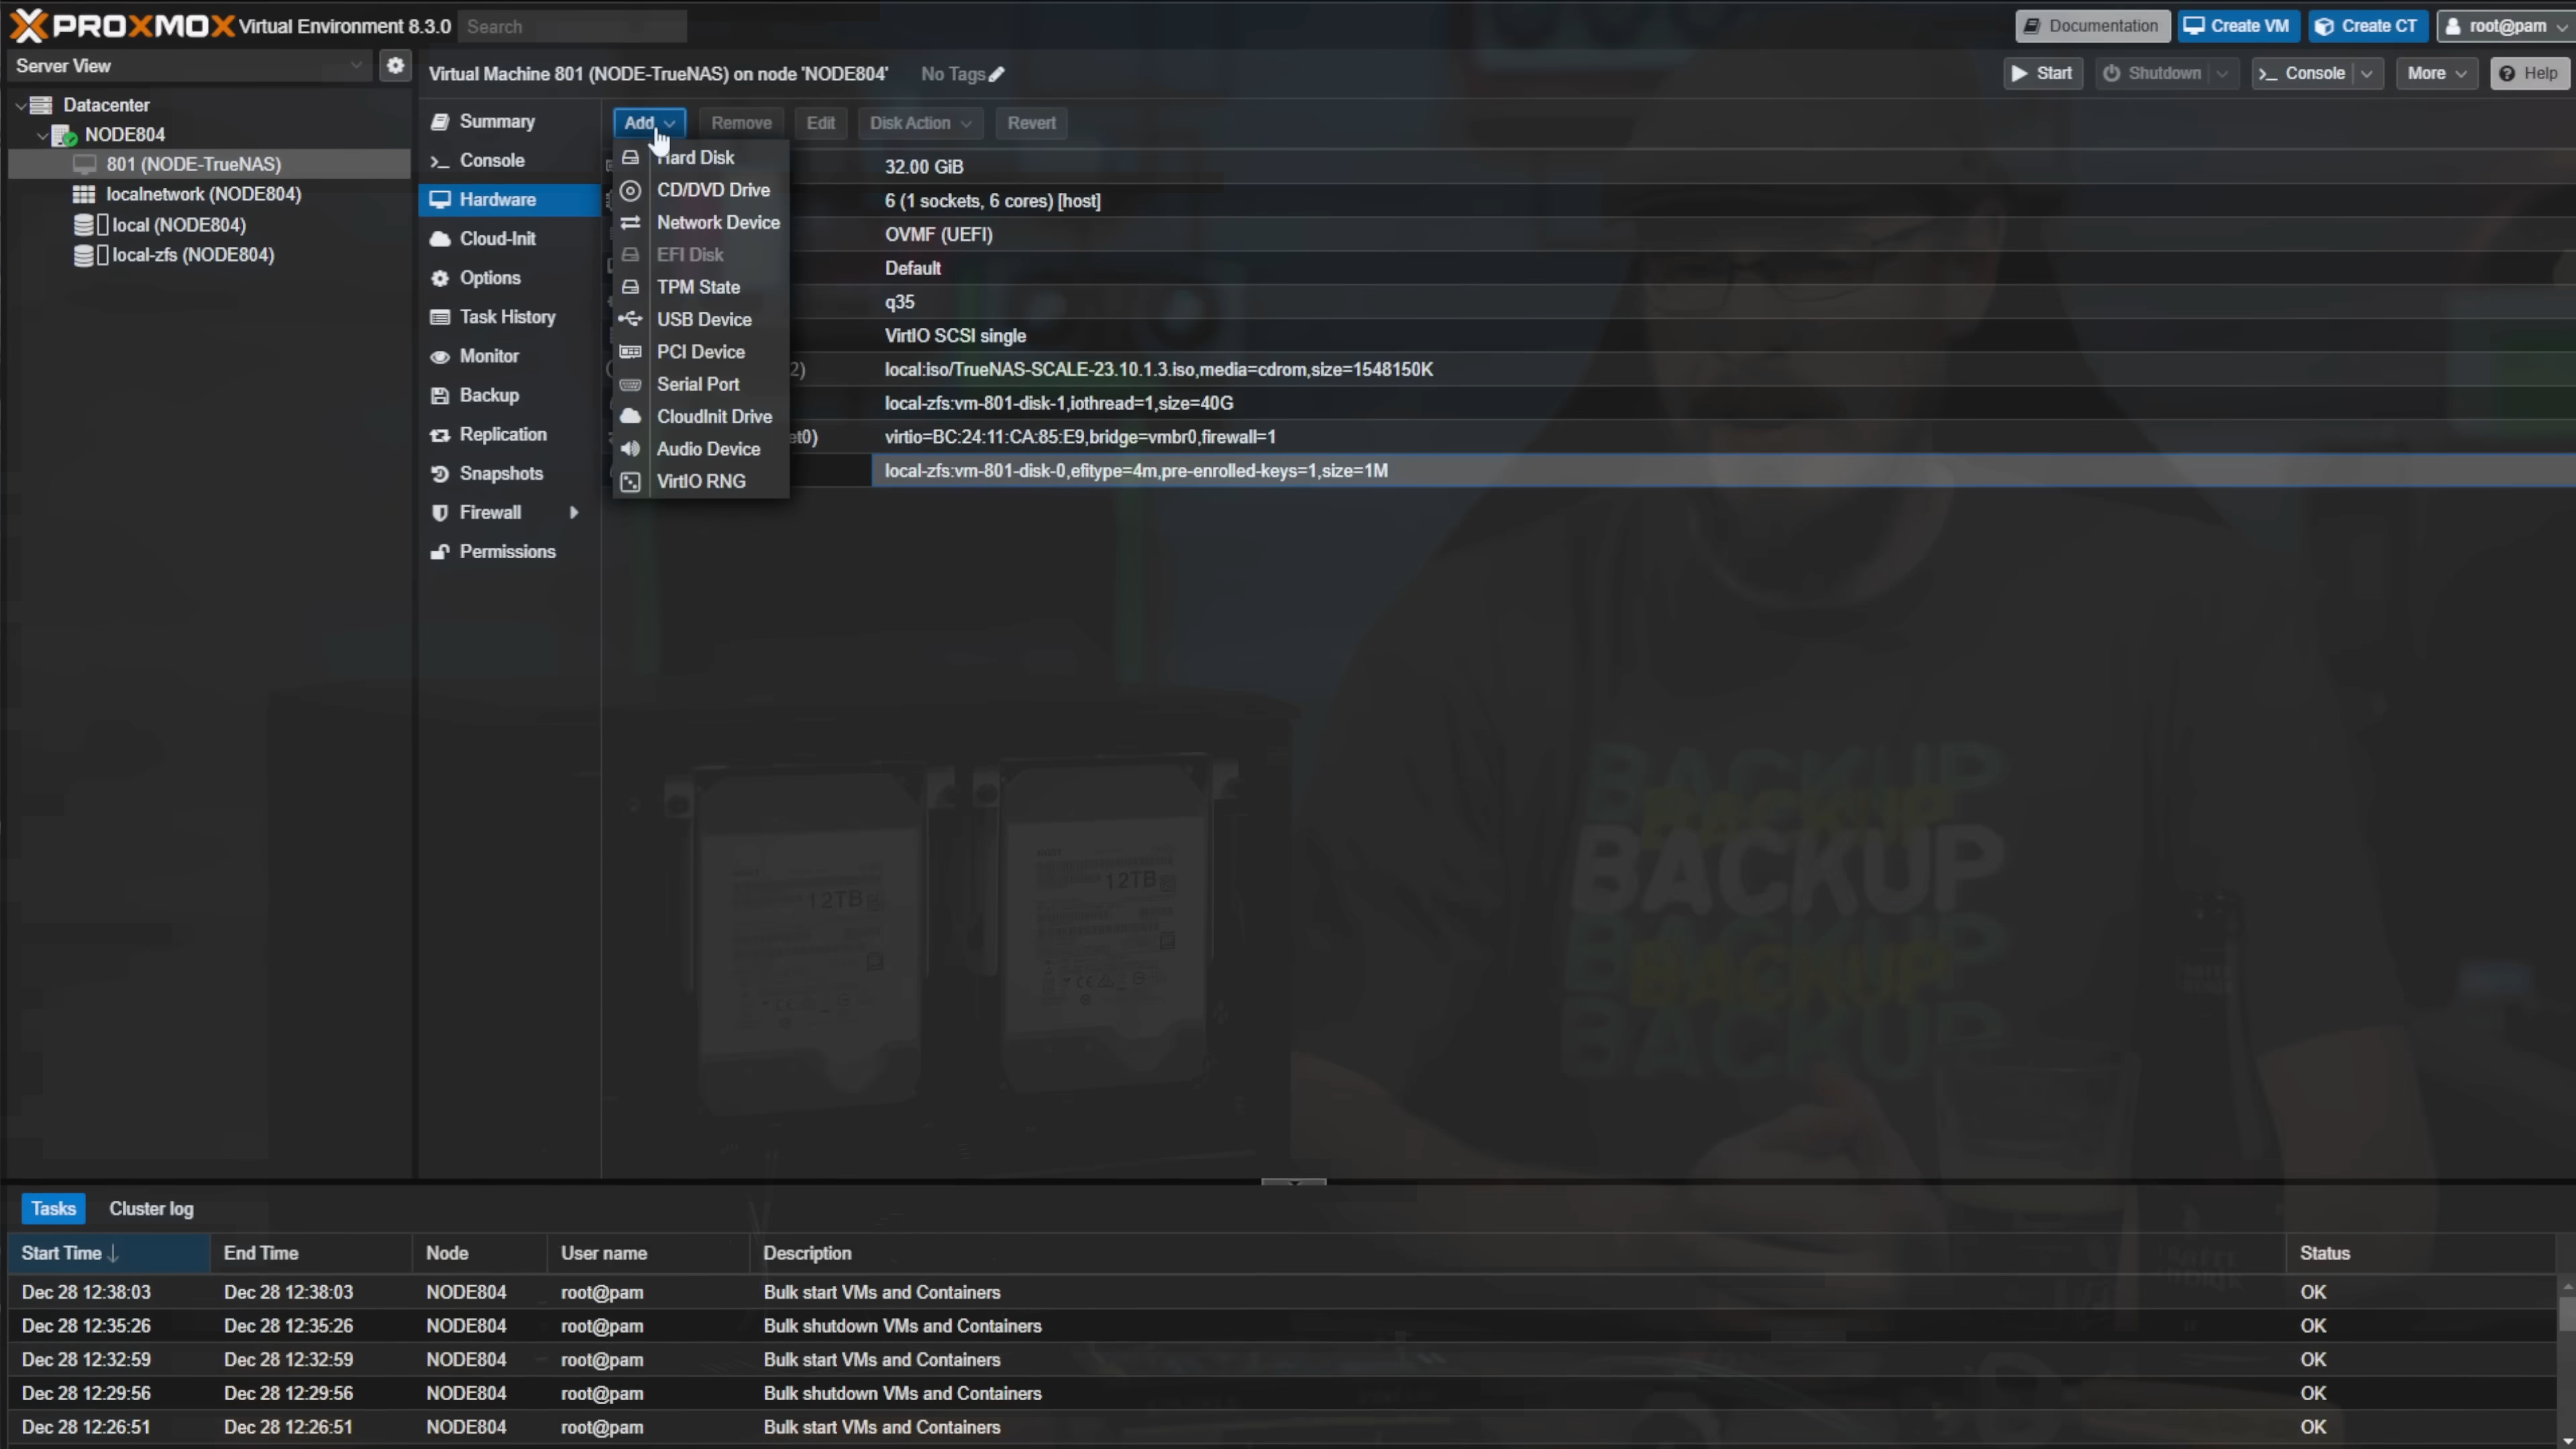 PROXMOX Virtual Environment 8.3.0 Search Documentation Create VM Create CT root@pam
Server View
Virtual Machine 801 (NODE-TrueNAS) on node 'NODE804' No Tags Start Shutdown Console More Help
Datacenter
NODE804
801 (NODE-TrueNAS)
localnetwork (NODE804)
local (NODE804)
local-zfs (NODE804)
Summary
Console
Hardware
Cloud-Init
Options
Task History
Monitor
Backup
Replication
Snapshots
Firewall
Permissions
Add Remove Edit Disk Action Revert
Hard Disk
CD/DVD Drive
Network Device
EFI Disk
TPM State
USB Device
PCI Device
Serial Port
CloudInit Drive
Audio Device
VirtIO RNG
32.00 GiB
6 (1 sockets, 6 cores) [host]
OVMF (UEFI)
Default
q35
VirtIO SCSI single
2) local:iso/TrueNAS-SCALE-23.10.1.3.iso,media=cdrom,size=1548150K
local-zfs:vm-801-disk-1,iothread=1,size=40G
et0) virtio=BC:24:11:CA:85:E9,bridge=vmbr0,firewall=1
local-zfs:vm-801-disk-0,efitype=4m,pre-enrolled-keys=1,size=1M
BACKUP
BACKUP
BACKUP
BACKUP
BACKUP
BACKUP
12TB
12TB
Tasks Cluster log
Start Time End Time Node User name Description Status
Dec 28 12:38:03 Dec 28 12:38:03 NODE804 root@pam Bulk start VMs and Containers OK
Dec 28 12:35:26 Dec 28 12:35:26 NODE804 root@pam Bulk shutdown VMs and Containers OK
Dec 28 12:32:59 Dec 28 12:32:59 NODE804 root@pam Bulk start VMs and Containers OK
Dec 28 12:29:56 Dec 28 12:29:56 NODE804 root@pam Bulk shutdown VMs and Containers OK
Dec 28 12:26:51 Dec 28 12:26:51 NODE804 root@pam Bulk start VMs and Containers OK